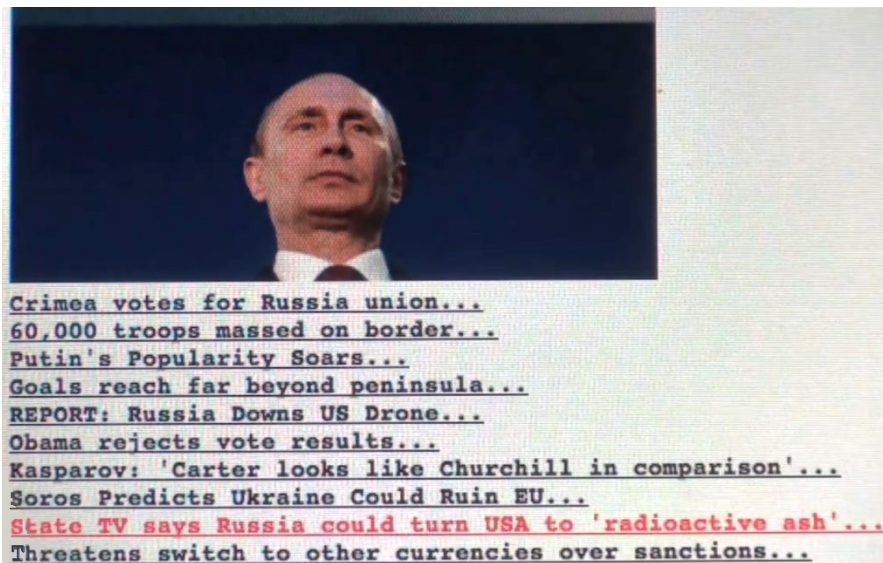 Crimea votes for Russia union...
60,000 troops massed on border...
Putin's Popularity Soars...
Goals reach far beyond peninsula...
REPORT: Russia Downs US Drone...
Obama rejects vote results...
Kasparov: 'Carter looks like Churchill in comparison'...
Soros Predicts Ukraine Could Ruin EU...
State TV says Russia could turn USA to 'radioactive ash'...
Threatens switch to other currencies over sanctions...